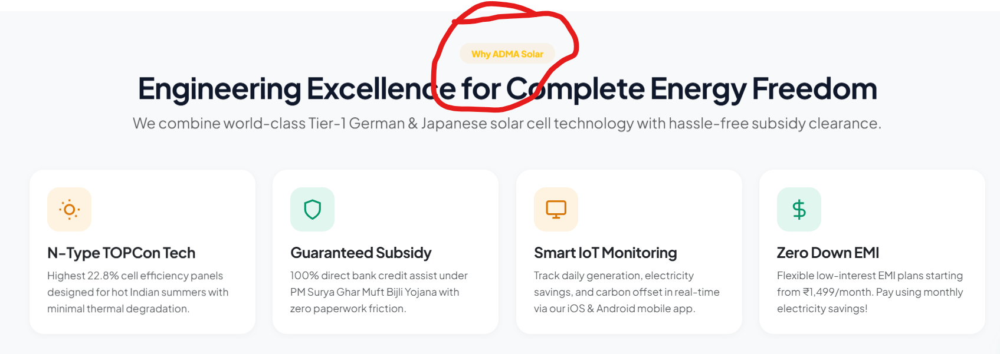 Why ADMA Solar
Engineering Excellence for Complete Energy Freedom
We combine world-class Tier-1 German & Japanese solar cell technology with hassle-free subsidy clearance.
N-Type TOPCon Tech
Highest 22.8% cell efficiency panels
designed for hot Indian summers with
minimal thermal degradation.
Guaranteed Subsidy
100% direct bank credit assist under
PM Surya Ghar Muft Bijli Yojana with
zero paperwork friction.
Smart IoT Monitoring
Track daily generation, electricity
savings, and carbon offset in real-time
via our iOS & Android mobile app.
Zero Down EMI
Flexible low-interest EMI plans starting
from ₹1,499/month. Pay using monthly
electricity savings!